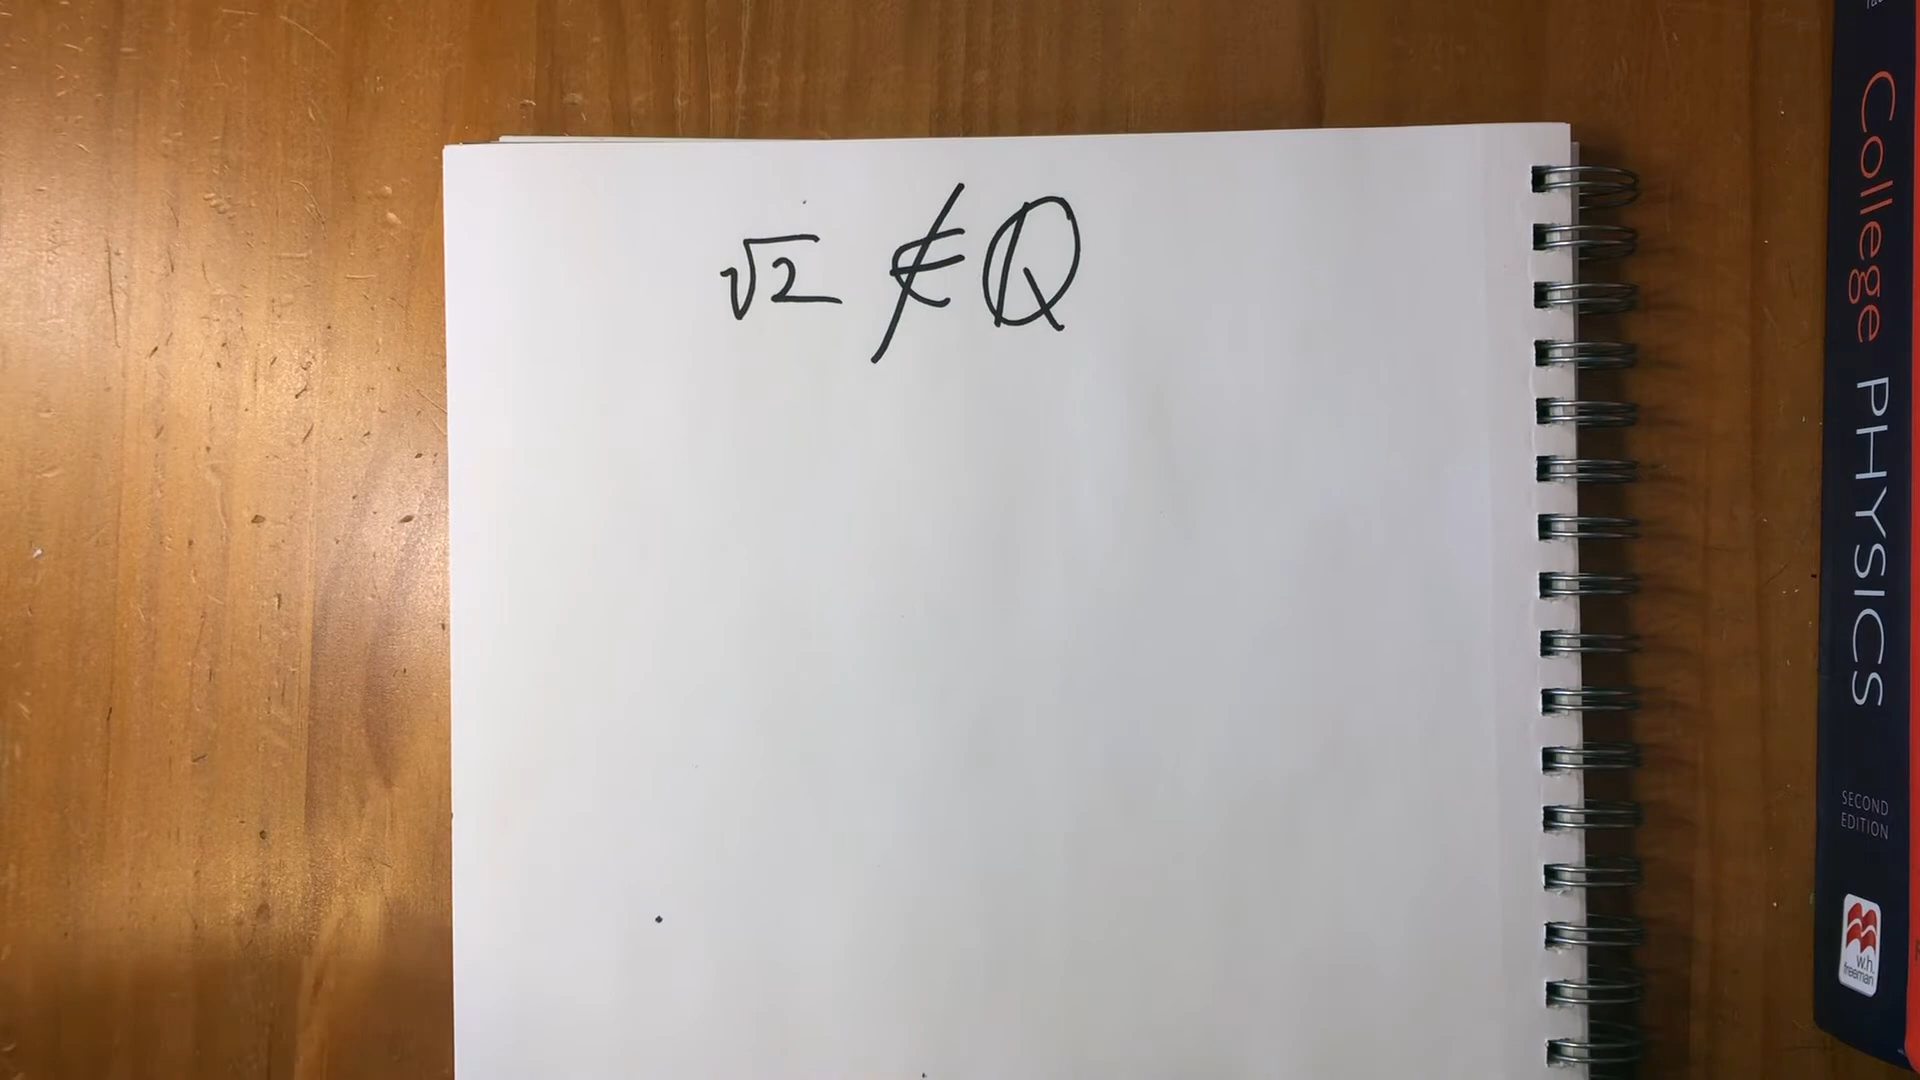 √2 ∉ ℚ
College PHYSICS
SECOND
EDITION
w.h.
freeman